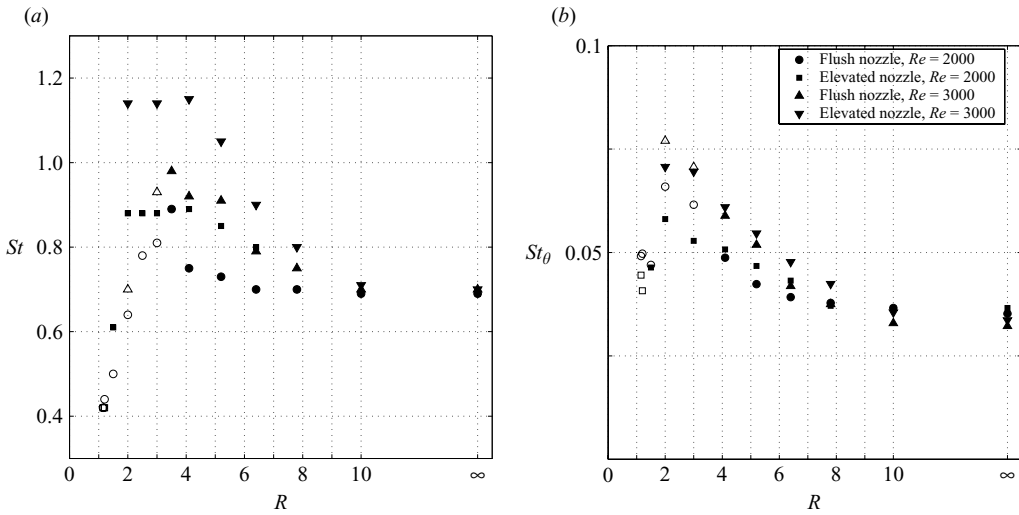 (a)
1.2
1.0
St
0.8
0.6
0.4
0 2 4 6 8 10 ∞
R
(b)
0.1
Flush nozzle, Re = 2000
Elevated nozzle, Re = 2000
Flush nozzle, Re = 3000
Elevated nozzle, Re = 3000
Stθ 0.05
0 2 4 6 8 10 ∞
R